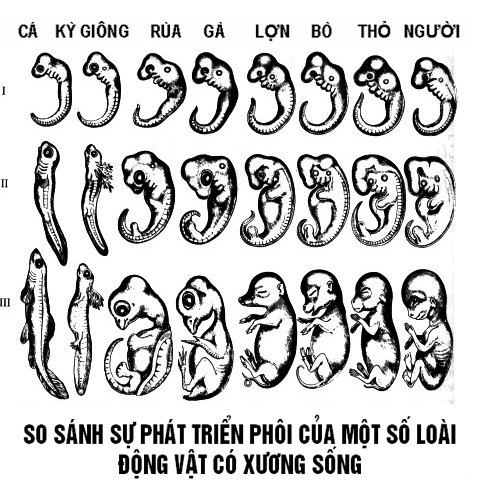 CÁ KỲ GIÔNG RÙA GÀ LỢN BÒ THỎ NGƯỜI
I
II
III
SO SÁNH SỰ PHÁT TRIỂN PHÔI CỦA MỘT SỐ LOÀI
ĐỘNG VẬT CÓ XƯƠNG SỐNG